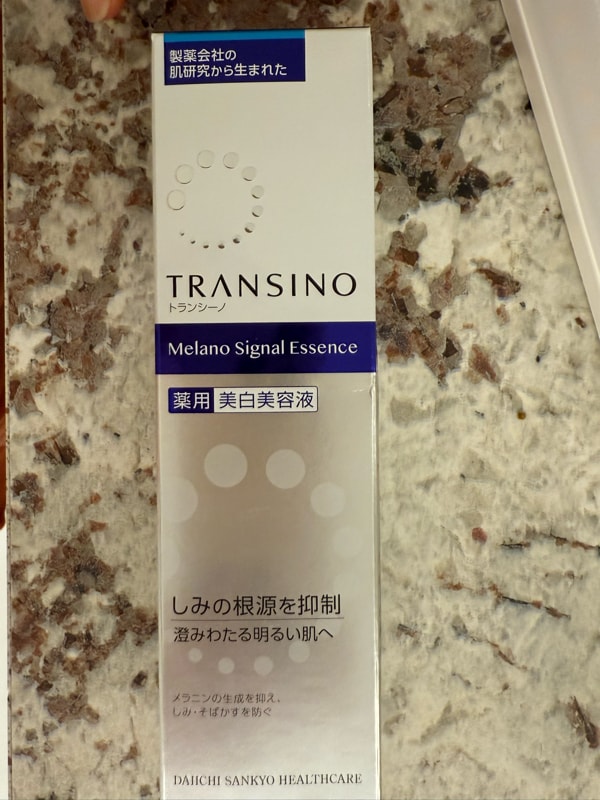 製薬会社の
肌研究から生まれた
TRANSINO
トランシーノ
Melano Signal Essence
薬用 美白美容液
しみの根源を抑制
澄みわたる明るい肌へ
メラニンの生成を抑え、
しみ・そばかすを防ぐ
DAIICHI SANKYO HEALTHCARE